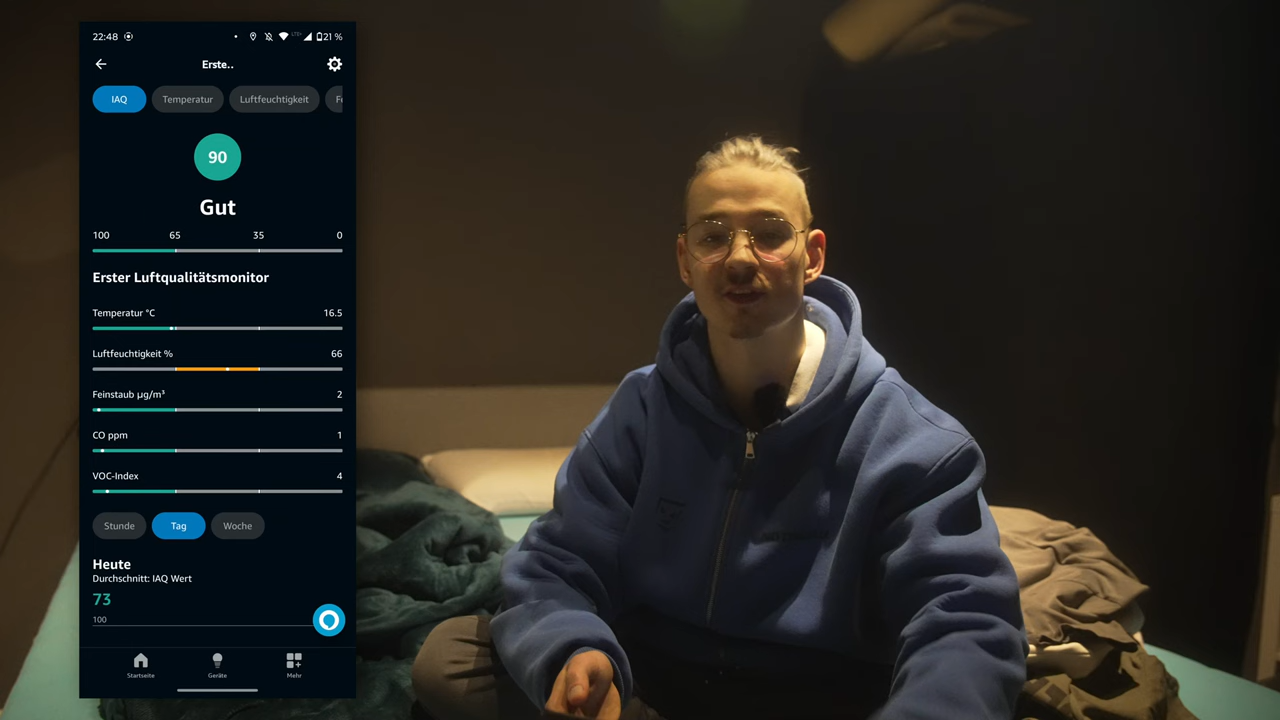 22:48
21 %
Erste..
IAQ
Temperatur
Luftfeuchtigkeit
90
Gut
100 65 35 0
Erster Luftqualitätsmonitor
Temperatur °C 16.5
Luftfeuchtigkeit % 66
Feinstaub µg/m³ 2
CO ppm 1
VOC-Index 4
Stunde Tag Woche
Heute
Durchschnitt: IAQ Wert
73
100
Startseite Geräte Mehr